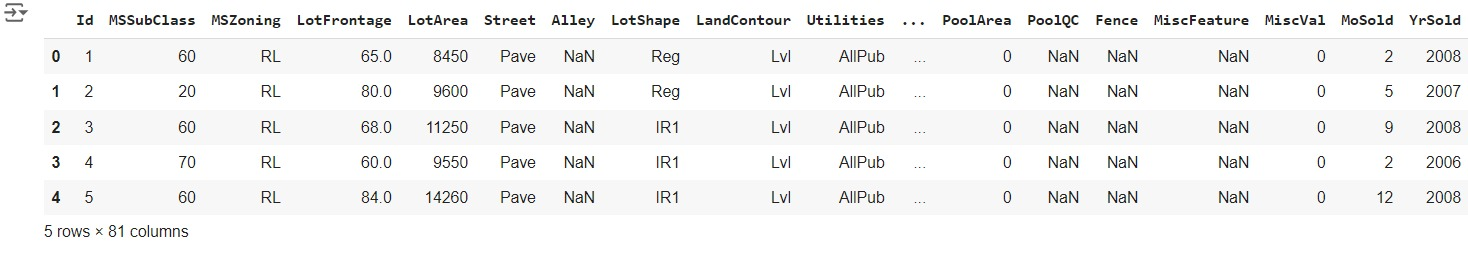 Id MSSubClass MSZoning LotFrontage LotArea Street Alley LotShape LandContour Utilities ... PoolArea PoolQC Fence MiscFeature MiscVal MoSold YrSold
0 1 60 RL 65.0 8450 Pave NaN Reg Lvl AllPub ... 0 NaN NaN NaN 0 2 2008
1 2 20 RL 80.0 9600 Pave NaN Reg Lvl AllPub ... 0 NaN NaN NaN 0 5 2007
2 3 60 RL 68.0 11250 Pave NaN IR1 Lvl AllPub ... 0 NaN NaN NaN 0 9 2008
3 4 70 RL 60.0 9550 Pave NaN IR1 Lvl AllPub ... 0 NaN NaN NaN 0 2 2006
4 5 60 RL 84.0 14260 Pave NaN IR1 Lvl AllPub ... 0 NaN NaN NaN 0 12 2008
5 rows × 81 columns